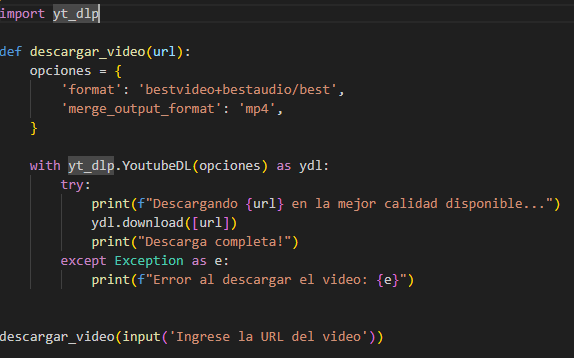 import yt_dlp
def descargar_video(url):
    opciones = {
        'format': 'bestvideo+bestaudio/best',
        'merge_output_format': 'mp4',
    }
    with yt_dlp.YoutubeDL(opciones) as ydl:
        try:
            print(f"Descargando {url} en la mejor calidad disponible...")
            ydl.download([url])
            print("Descarga completa!")
        except Exception as e:
            print(f"Error al descargar el video: {e}")
descargar_video(input('Ingrese la URL del video'))